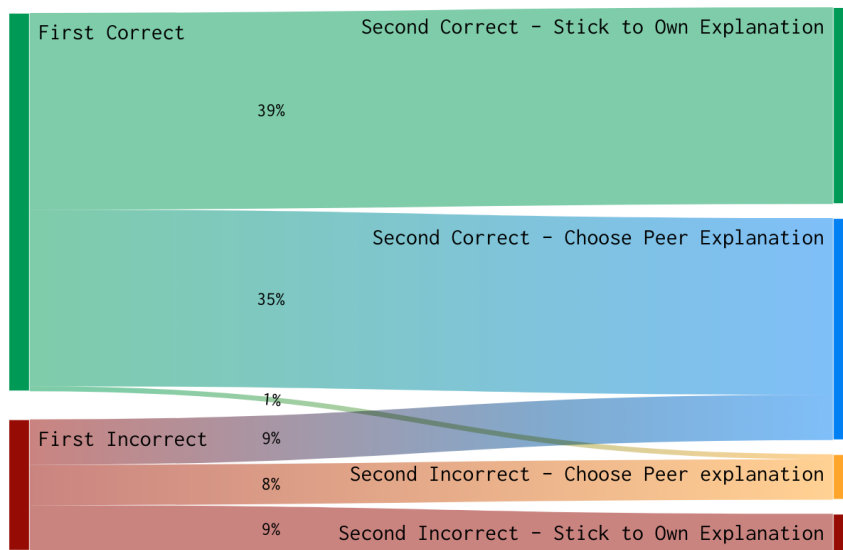 First Correct
Second Correct – Stick to Own Explanation
39%
Second Correct – Choose Peer Explanation
35%
1%
First Incorrect
9%
Second Incorrect – Choose Peer explanation
8%
Second Incorrect – Stick to Own Explanation
9%